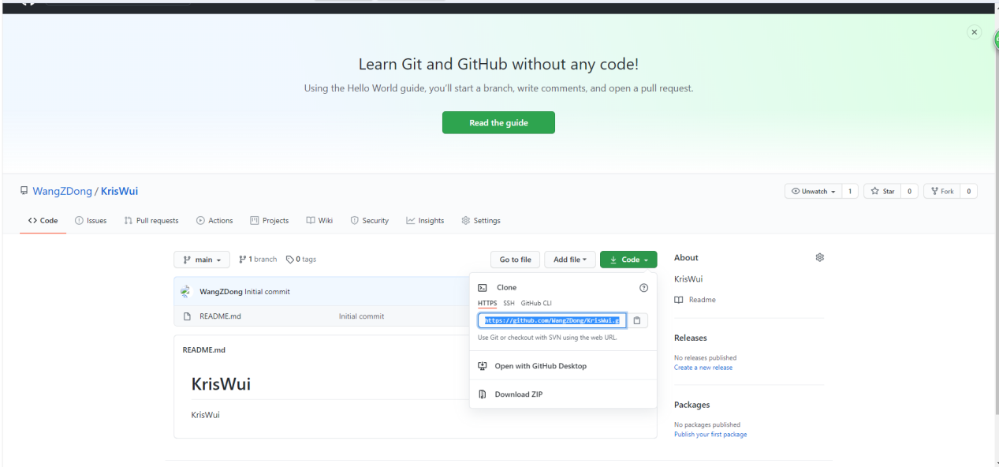 Learn Git and GitHub without any code!
Using the Hello World guide, you'll start a branch, write comments, and open a pull request.
Read the guide
WangZDong / KrisWui
Unwatch 1 Star 0 Fork 0
Code Issues Pull requests Actions Projects Wiki Security Insights Settings
main 1 branch 0 tags Go to file Add file Code
WangZDong Initial commit
README.md Initial commit
README.md
KrisWui
KrisWui
Clone
HTTPS SSH GitHub CLI
https://github.com/WangZDong/KrisWui.g
Use Git or checkout with SVN using the web URL.
Open with GitHub Desktop
Download ZIP
About
KrisWui
Readme
Releases
No releases published
Create a new release
Packages
No packages published
Publish your first package